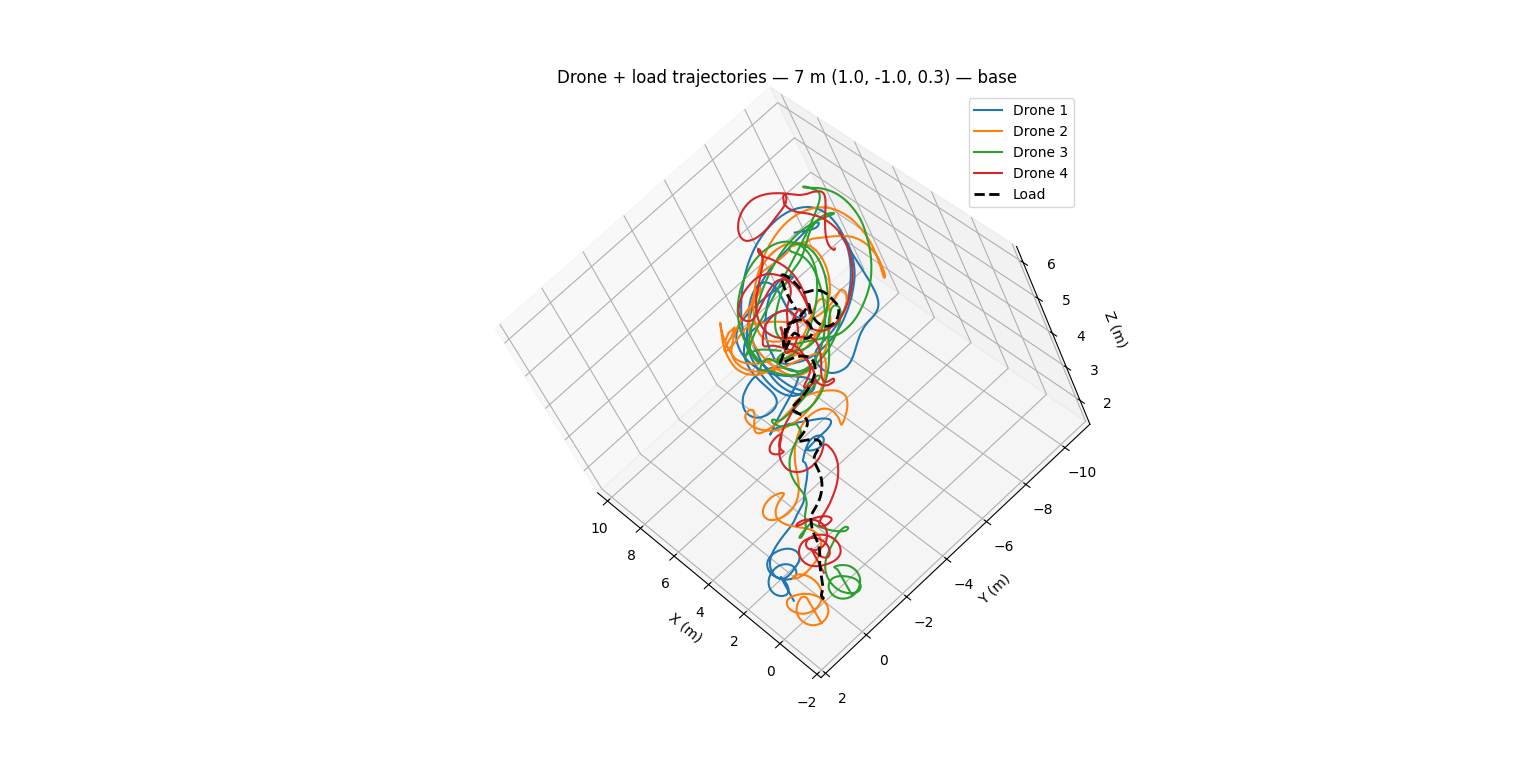 Drone + load trajectories — 7 m (1.0, -1.0, 0.3) — base
Drone 1
Drone 2
Drone 3
Drone 4
Load
6
5
4
3
2
Z (m)
10
8
6
4
2
0
−2
X (m)
−10
−8
−6
−4
−2
0
2
Y (m)